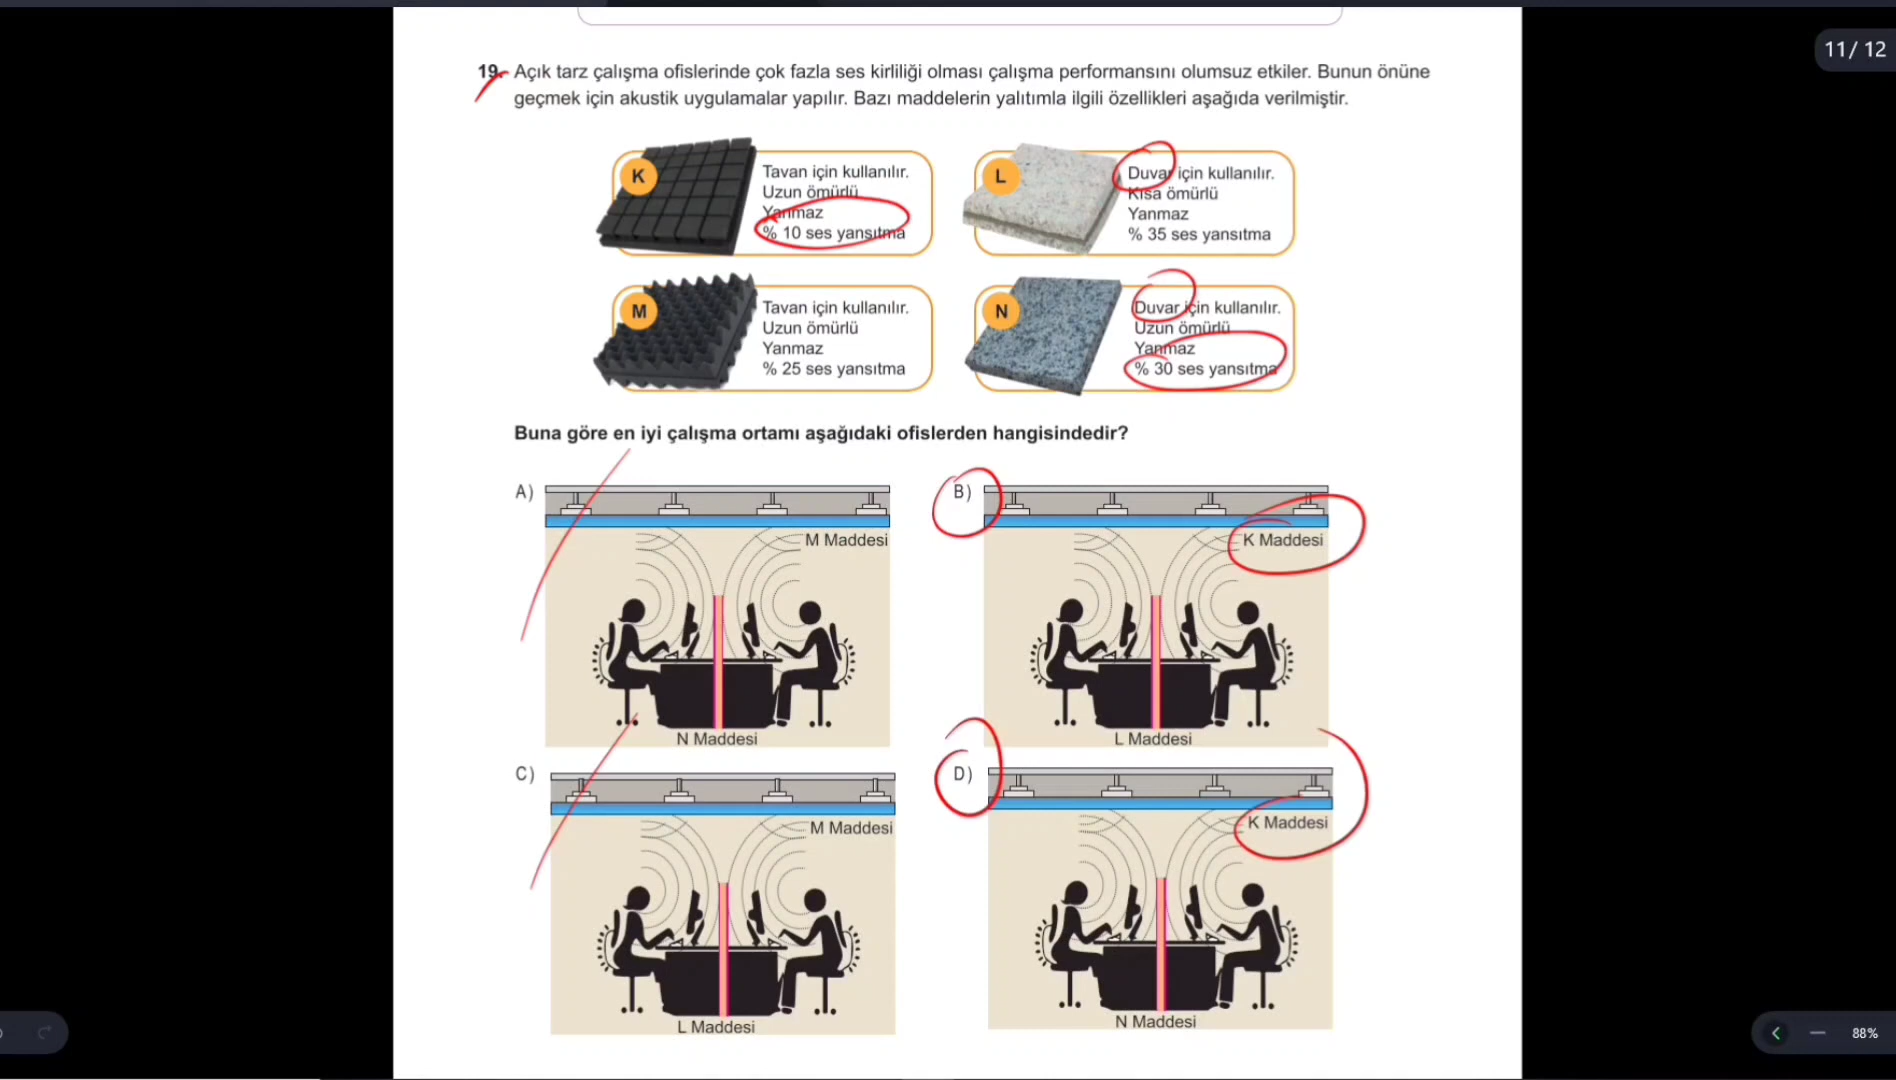 11/ 12
19. Açık tarz çalışma ofislerinde çok fazla ses kirliliği olması çalışma performansını olumsuz etkiler. Bunun önüne
geçmek için akustik uygulamalar yapılır. Bazı maddelerin yalıtımla ilgili özellikleri aşağıda verilmiştir.
K
Tavan için kullanılır.
Uzun ömürlü
Yanmaz
% 10 ses yansıtma
L
Duvar için kullanılır.
Kısa ömürlü
Yanmaz
% 35 ses yansıtma
M
Tavan için kullanılır.
Uzun ömürlü
Yanmaz
% 25 ses yansıtma
N
Duvar için kullanılır.
Uzun ömürlü
Yanmaz
% 30 ses yansıtma
Buna göre en iyi çalışma ortamı aşağıdaki ofislerden hangisindedir?
A)
M Maddesi
N Maddesi
B)
K Maddesi
L Maddesi
C)
M Maddesi
L Maddesi
D)
K Maddesi
N Maddesi
88%